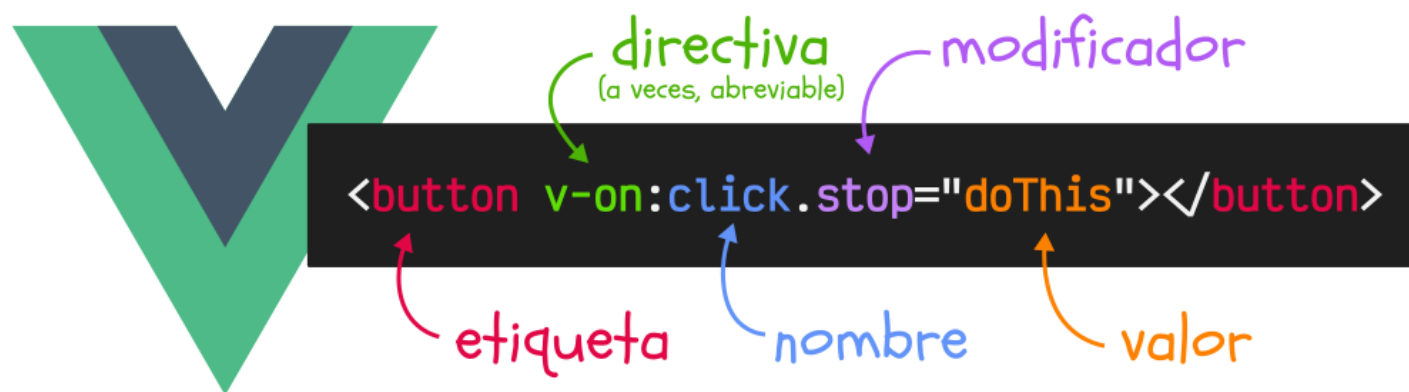 directiva
(a veces, abreviable)
modificador
<button v-on:click.stop="doThis"></button>
etiqueta
nombre
valor